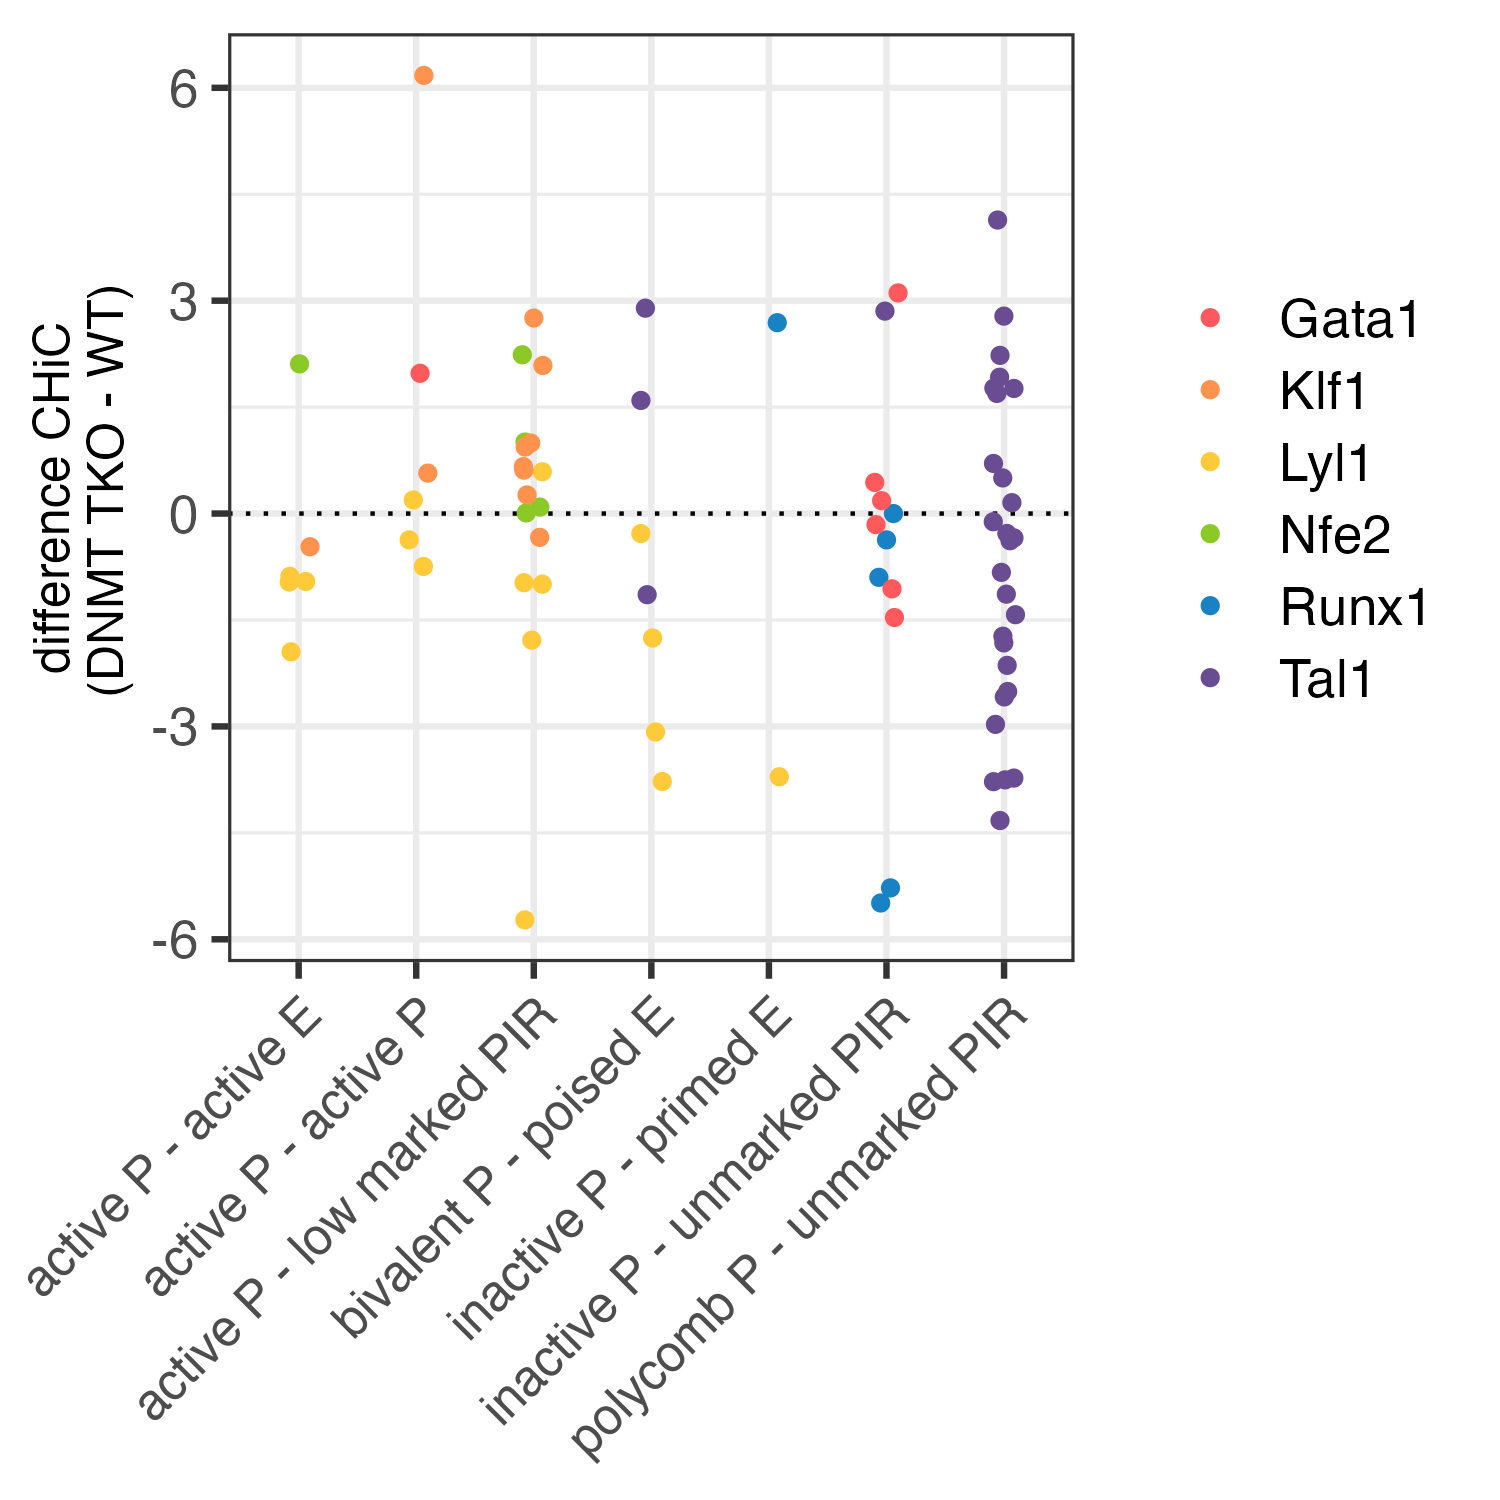 difference CHiC
(DNMT TKO - WT)
6
3
0
-3
-6
active P - active E
active P - active P
active P - low marked PIR
bivalent P - poised E
inactive P - primed E
inactive P - unmarked PIR
polycomb P - unmarked PIR
Gata1
Klf1
Lyl1
Nfe2
Runx1
Tal1